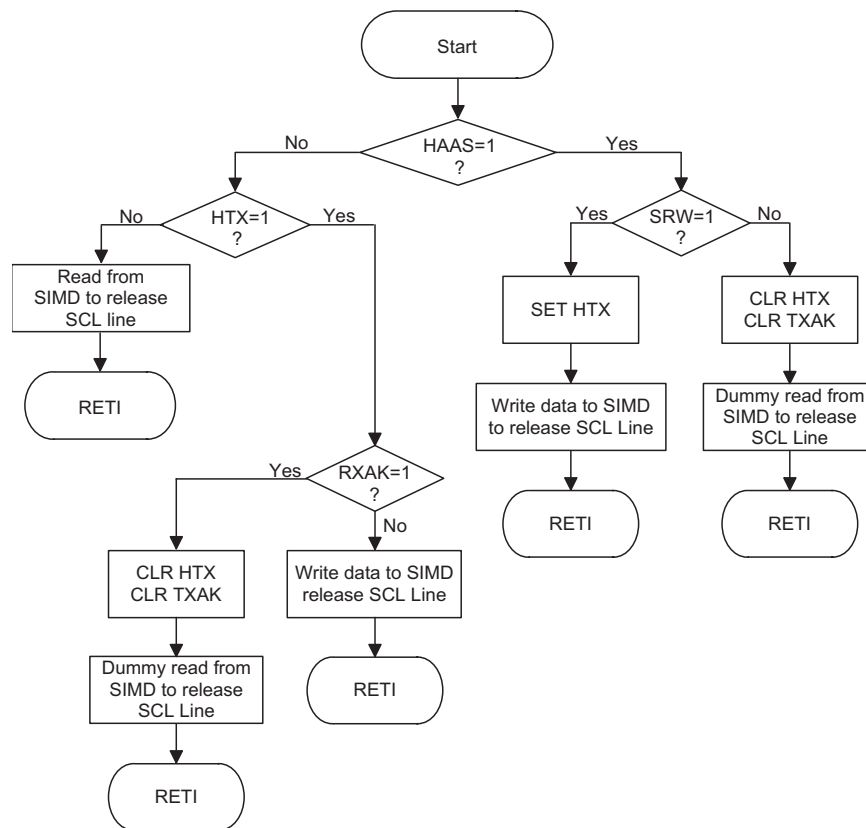 Start
HAAS=1
?
No
Yes
HTX=1
?
No
Yes
SRW=1
?
Yes
No
Read from
SIMD to release
SCL line
RETI
SET HTX
Write data to SIMD
to release SCL Line
RETI
CLR HTX
CLR TXAK
Dummy read from
SIMD to release
SCL Line
RETI
RXAK=1
?
Yes
No
CLR HTX
CLR TXAK
Dummy read from
SIMD to release
SCL Line
RETI
Write data to SIMD
release SCL Line
RETI